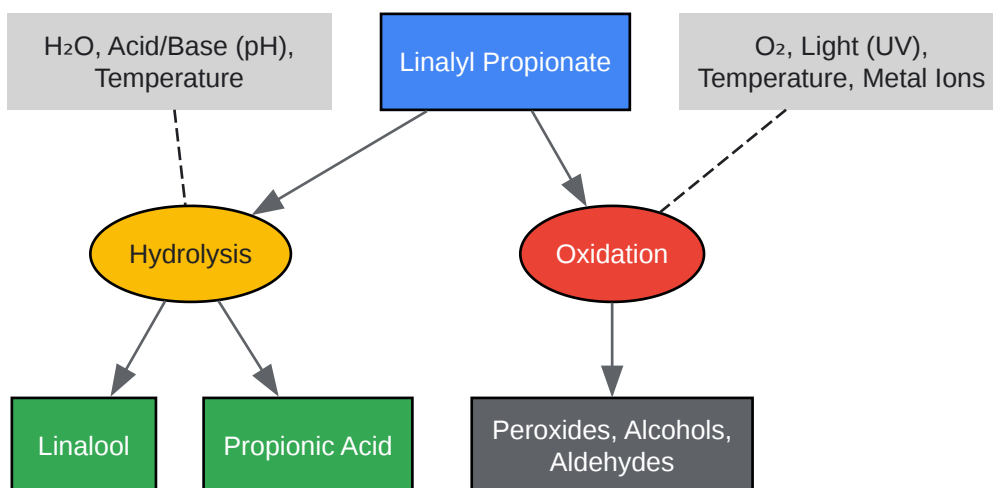 H₂O, Acid/Base (pH),
Temperature
Linalyl Propionate
O₂, Light (UV),
Temperature, Metal Ions
Hydrolysis
Oxidation
Linalool
Propionic Acid
Peroxides, Alcohols,
Aldehydes